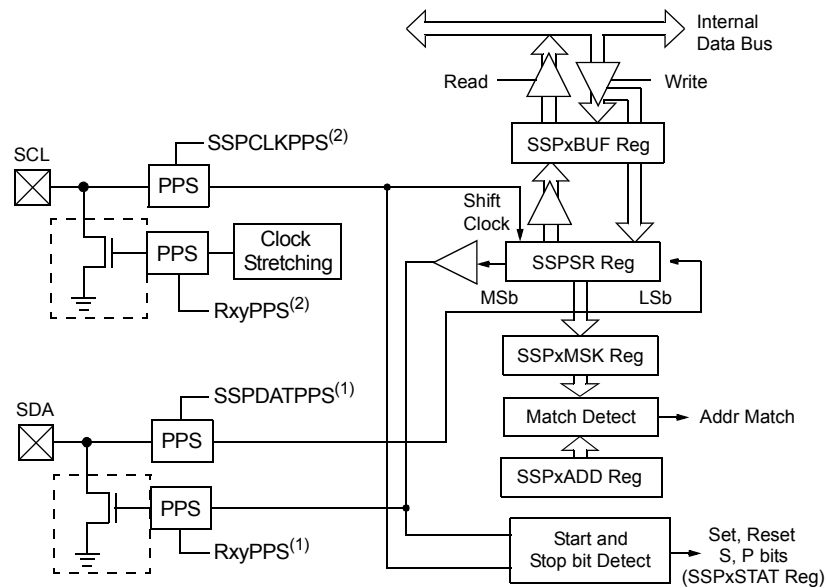 Internal
Data Bus
Read
Write
SSPxBUF Reg
SSPCLKPPS(2)
SCL
PPS
Shift
Clock
PPS
Clock
Stretching
SSPSR Reg
MSb
LSb
RxyPPS(2)
SSPxMSK Reg
SSPDATPPS(1)
SDA
PPS
Match Detect
Addr Match
SSPxADD Reg
PPS
RxyPPS(1)
Start and
Stop bit Detect
Set, Reset
S, P bits
(SSPxSTAT Reg)